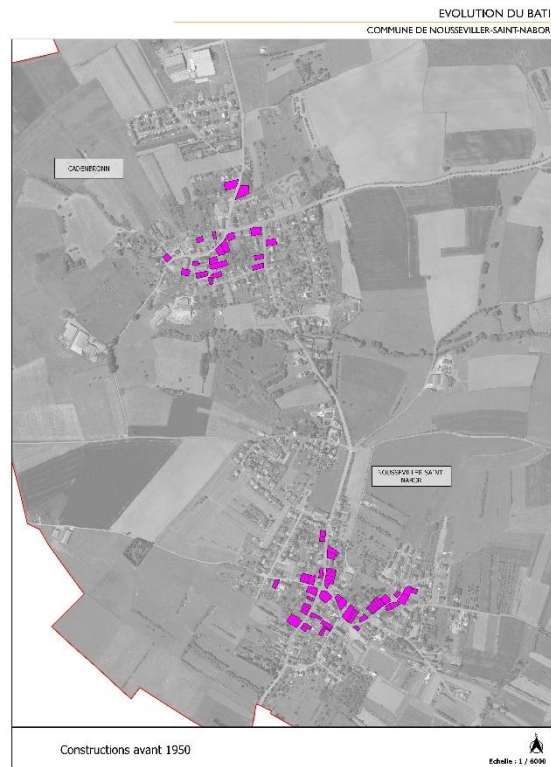 EVOLUTION DU BATI
COMMUNE DE NOUSSEVILLER-SAINT-NABOR
CADENBRONN
NOUSSEVILLER SAINT
NABOR
Constructions avant 1950
Echelle : 1 / 6000